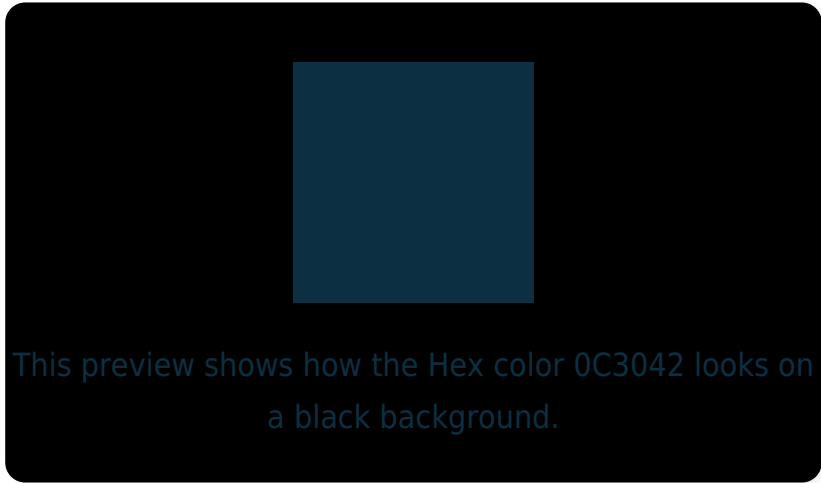 This preview shows how the Hex color 0C3042 looks on
a black background.